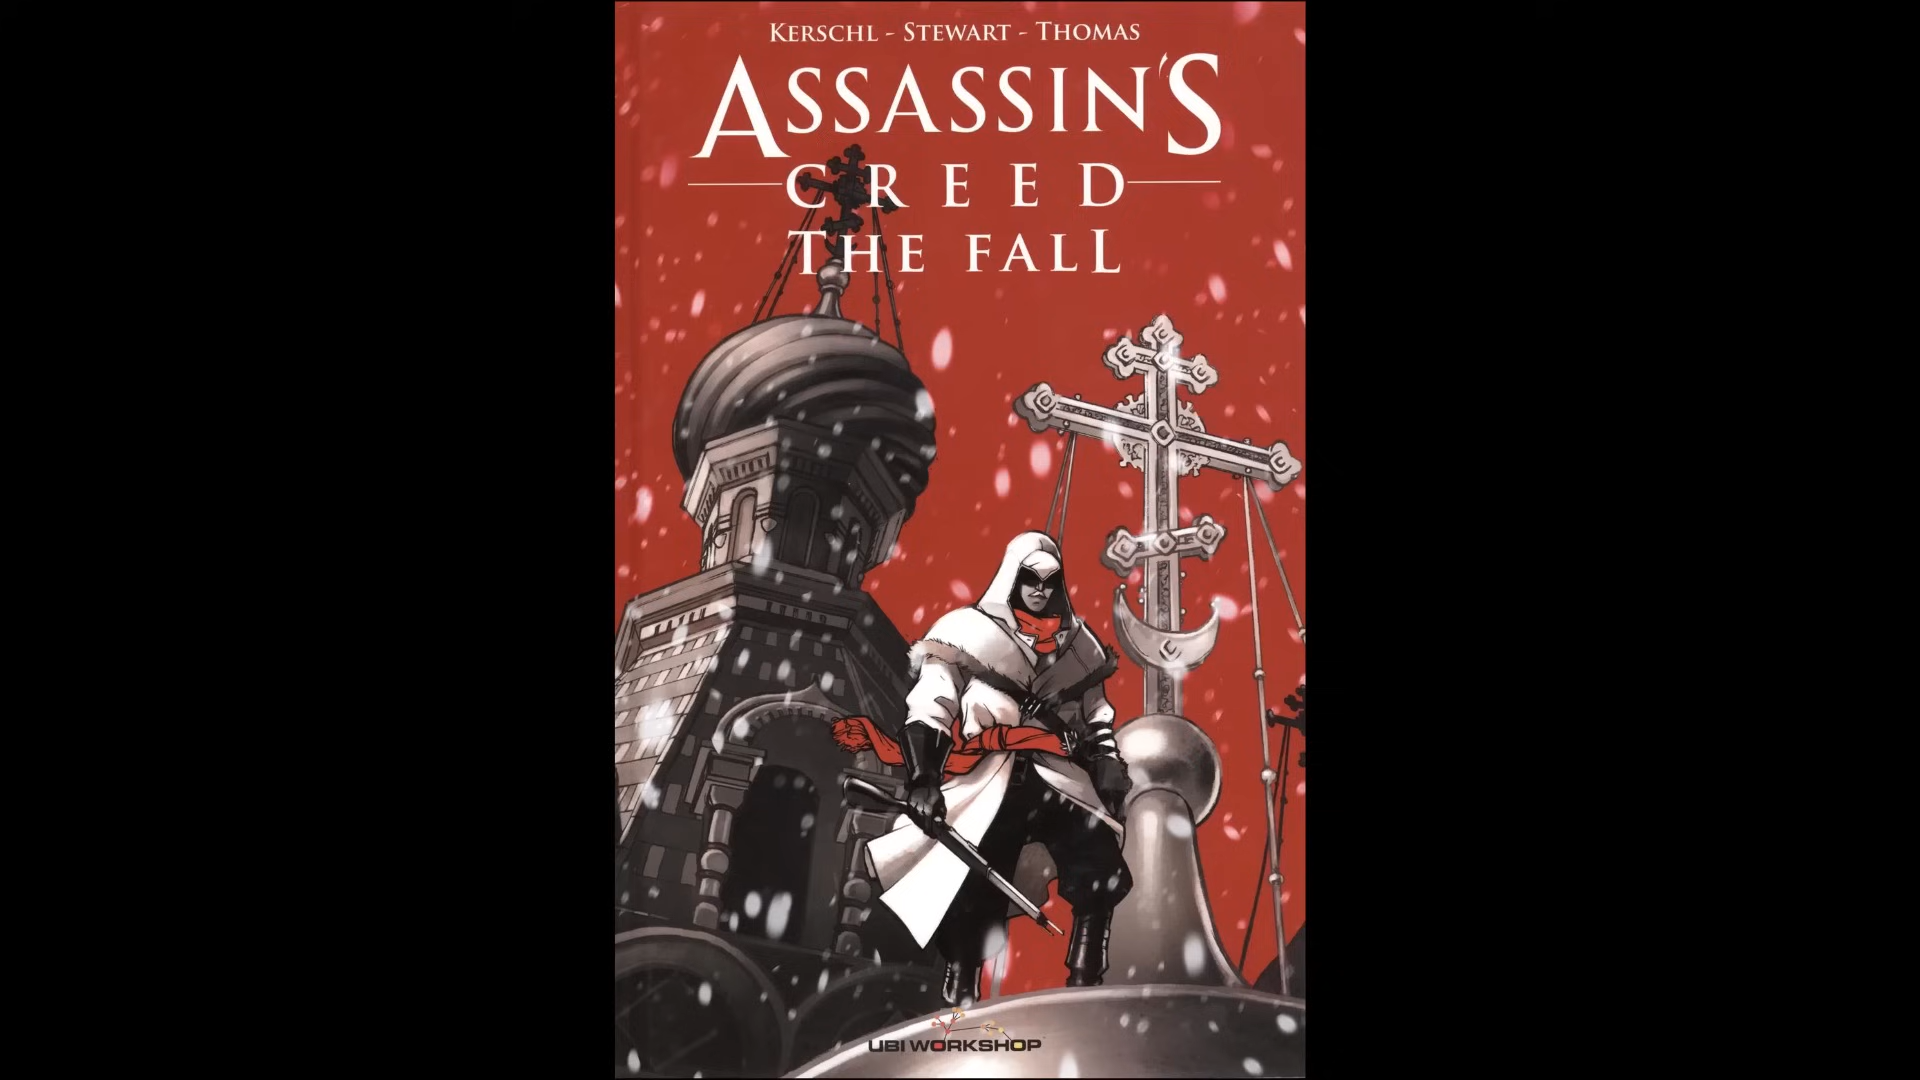 KERSCHL - STEWART - THOMAS
ASSASSIN'S
CREED
THE FALL
UBI WORKSHOP